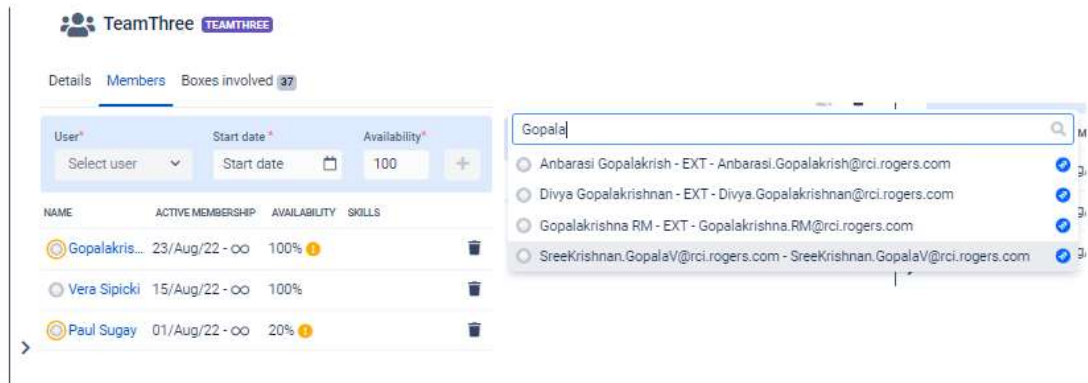 TeamThree TEAMTHREE
Details Members Boxes involved 37
User* Start date * Availability*
Select user Start date 100 +
NAME ACTIVE MEMBERSHIP AVAILABILITY SKILLS
Gopalakris... 23/Aug/22 - ∞ 100%
Vera Sipicki 15/Aug/22 - ∞ 100%
Paul Sugay 01/Aug/22 - ∞ 20%
Gopala
Anbarasi Gopalakrish - EXT - Anbarasi.Gopalakrish@rci.rogers.com
Divya Gopalakrishnan - EXT - Divya.Gopalakrishnan@rci.rogers.com
Gopalakrishna RM - EXT - Gopalakrishna.RM@rci.rogers.com
SreeKrishnan.GopalaV@rci.rogers.com - SreeKrishnan.GopalaV@rci.rogers.com